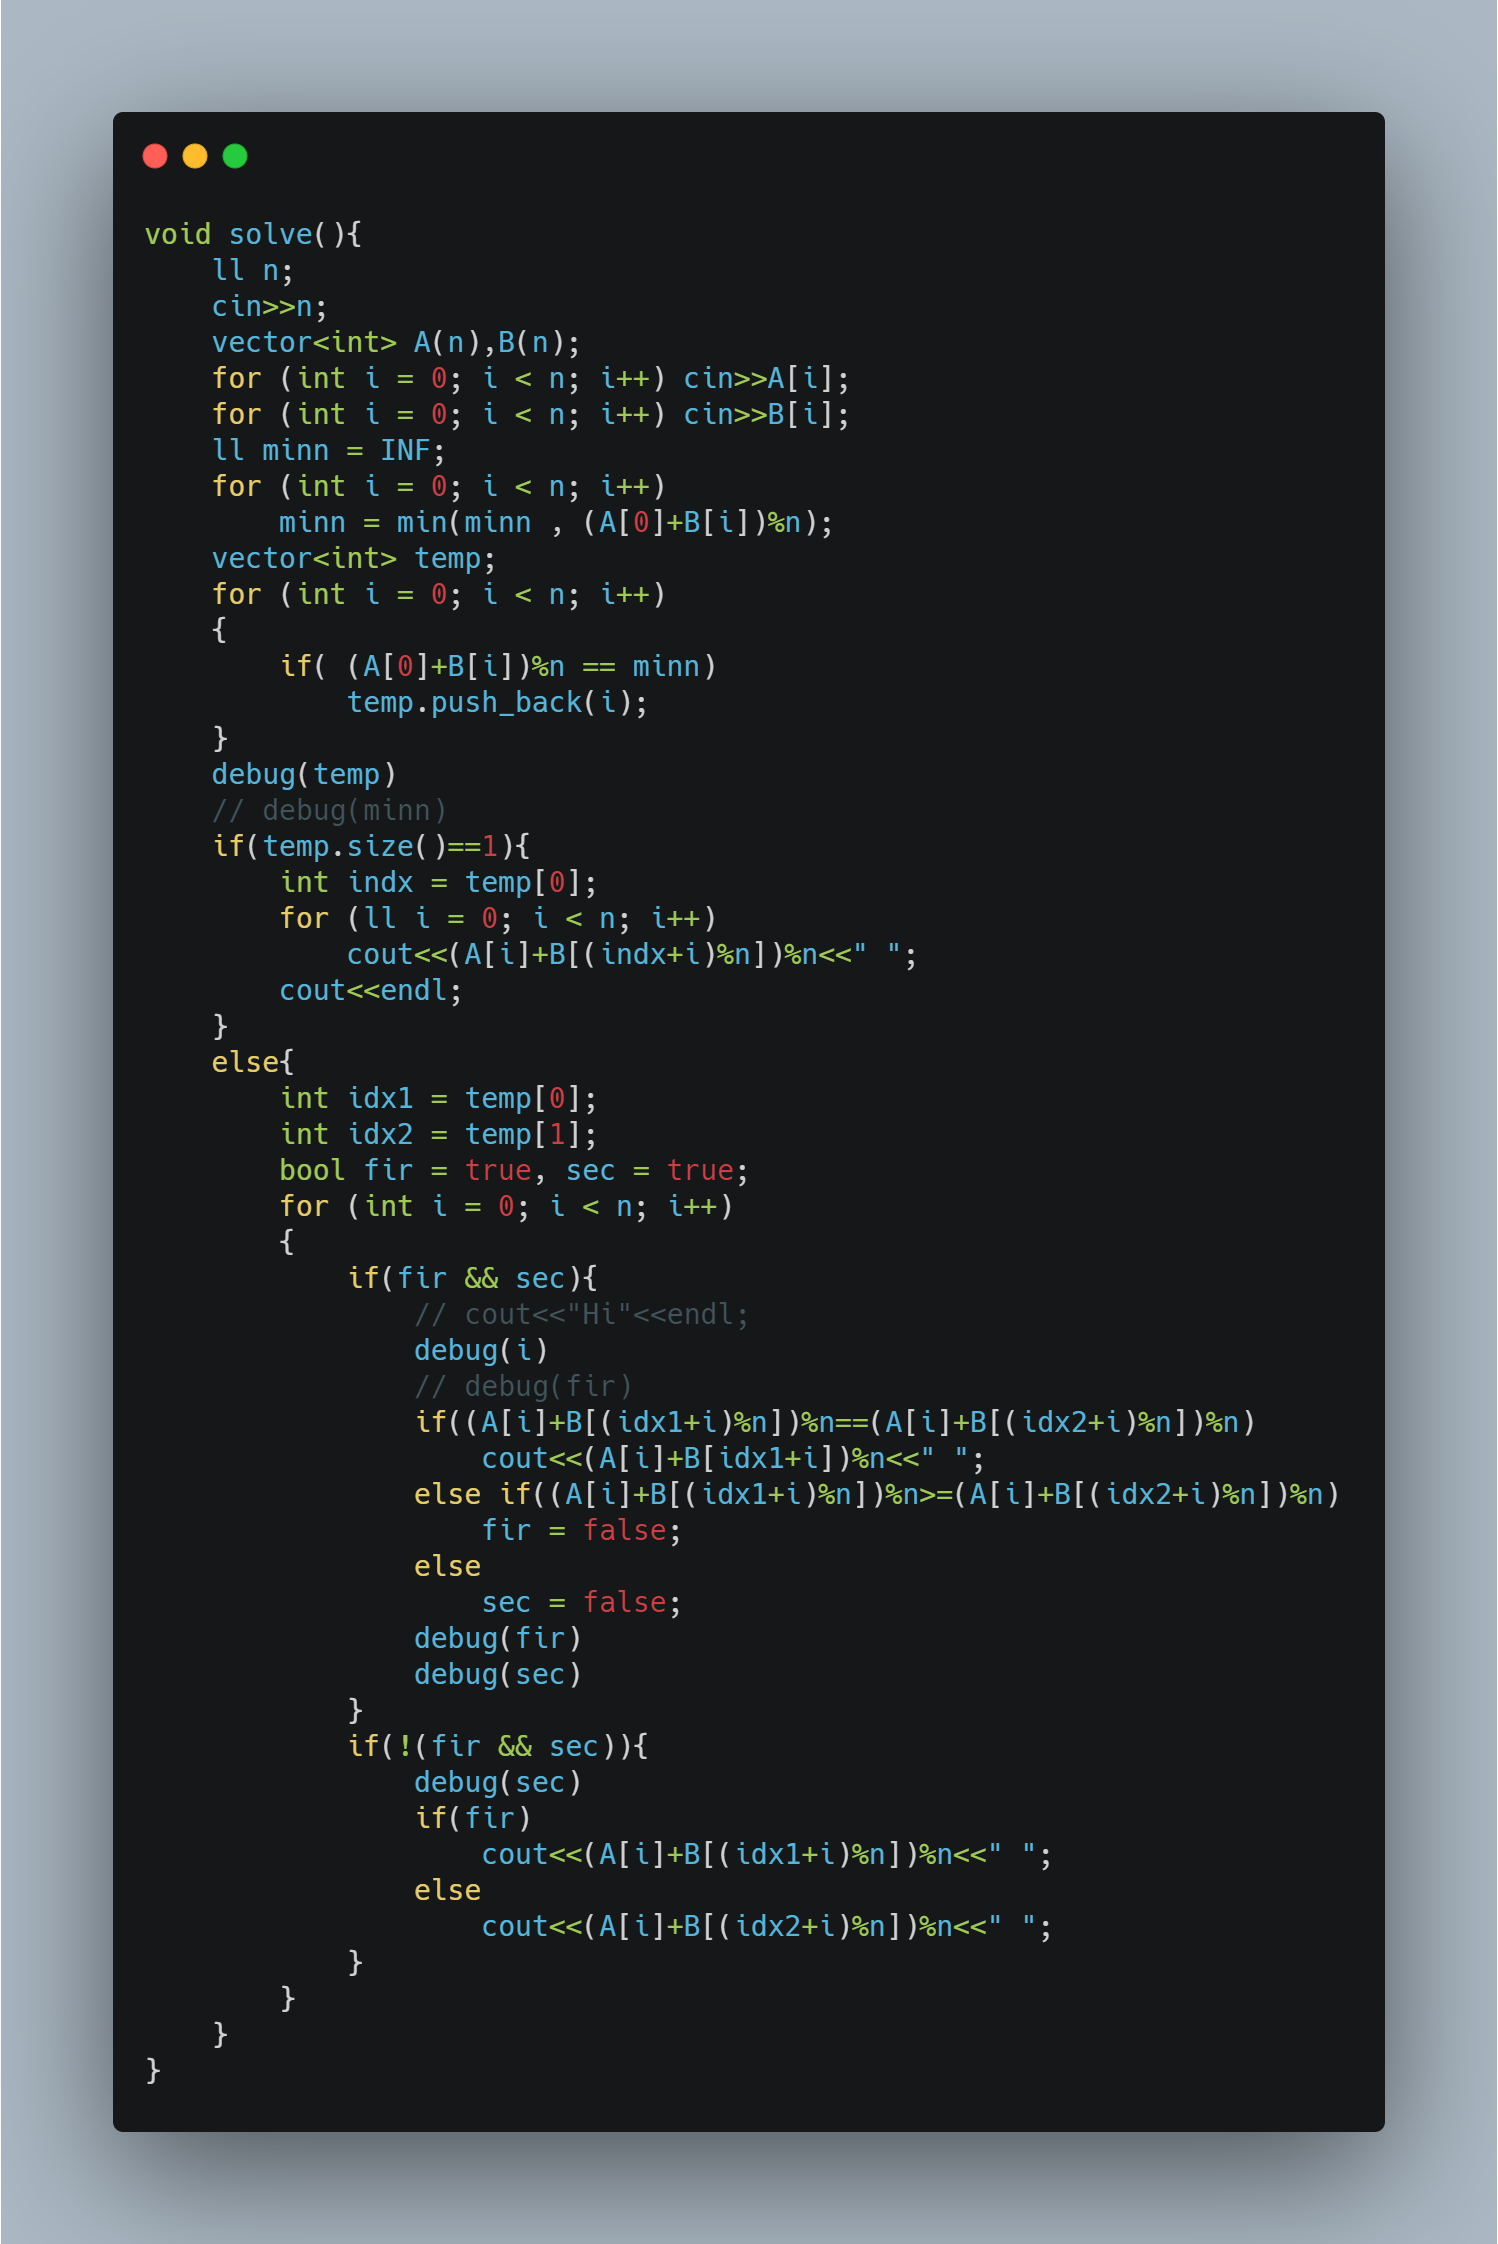 void solve(){
    ll n;
    cin>>n;
    vector<int> A(n),B(n);
    for (int i = 0; i < n; i++) cin>>A[i];
    for (int i = 0; i < n; i++) cin>>B[i];
    ll minn = INF;
    for (int i = 0; i < n; i++)
        minn = min(minn , (A[0]+B[i])%n);
    vector<int> temp;
    for (int i = 0; i < n; i++)
    {
        if( (A[0]+B[i])%n == minn)
            temp.push_back(i);
    }
    debug(temp)
    // debug(minn)
    if(temp.size()==1){
        int indx = temp[0];
        for (ll i = 0; i < n; i++)
            cout<<(A[i]+B[(indx+i)%n])%n<<" ";
        cout<<endl;
    }
    else{
        int idx1 = temp[0];
        int idx2 = temp[1];
        bool fir = true, sec = true;
        for (int i = 0; i < n; i++)
        {
            if(fir && sec){
                // cout<<"Hi"<<endl;
                debug(i)
                // debug(fir)
                if((A[i]+B[(idx1+i)%n])%n==(A[i]+B[(idx2+i)%n])%n)
                    cout<<(A[i]+B[idx1+i])%n<<" ";
                else if((A[i]+B[(idx1+i)%n])%n>=(A[i]+B[(idx2+i)%n])%n)
                    fir = false;
                else
                    sec = false;
                debug(fir)
                debug(sec)
            }
            if(!(fir && sec)){
                debug(sec)
                if(fir)
                    cout<<(A[i]+B[(idx1+i)%n])%n<<" ";
                else
                    cout<<(A[i]+B[(idx2+i)%n])%n<<" ";
            }
        }
    }
}